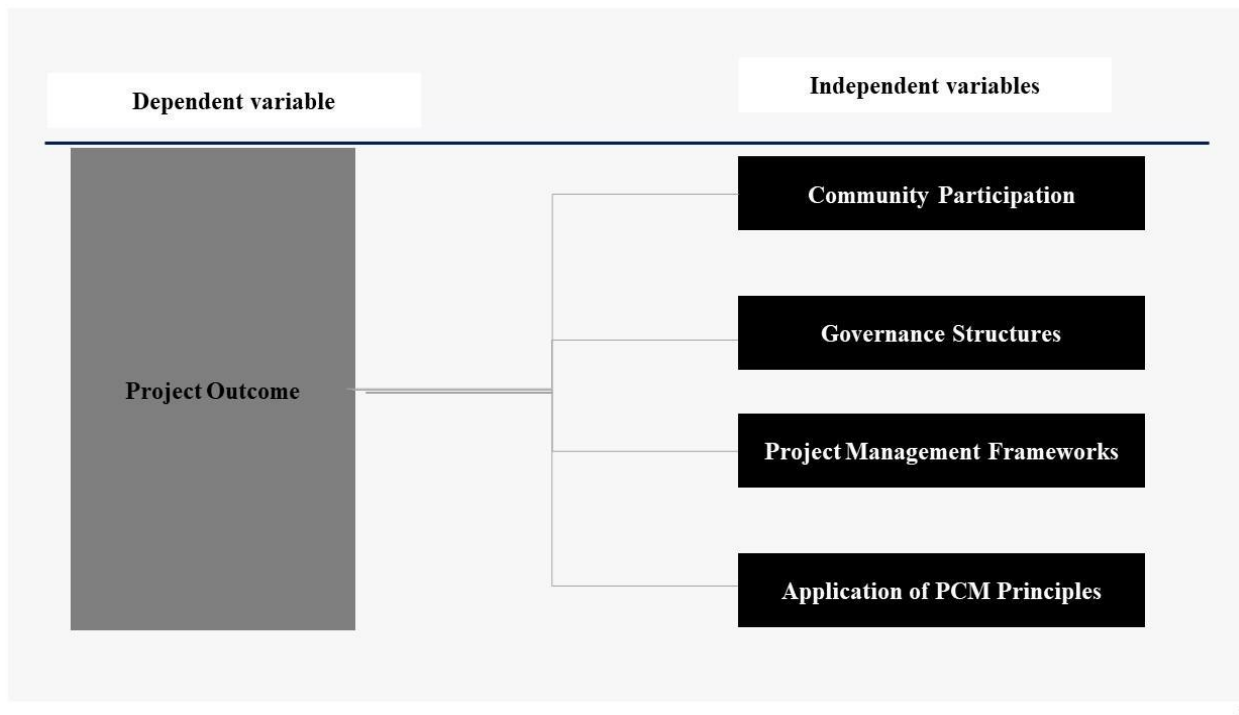 Dependent variable
Independent variables
Community Participation
Governance Structures
Project Outcome
Project Management Frameworks
Application of PCM Principles